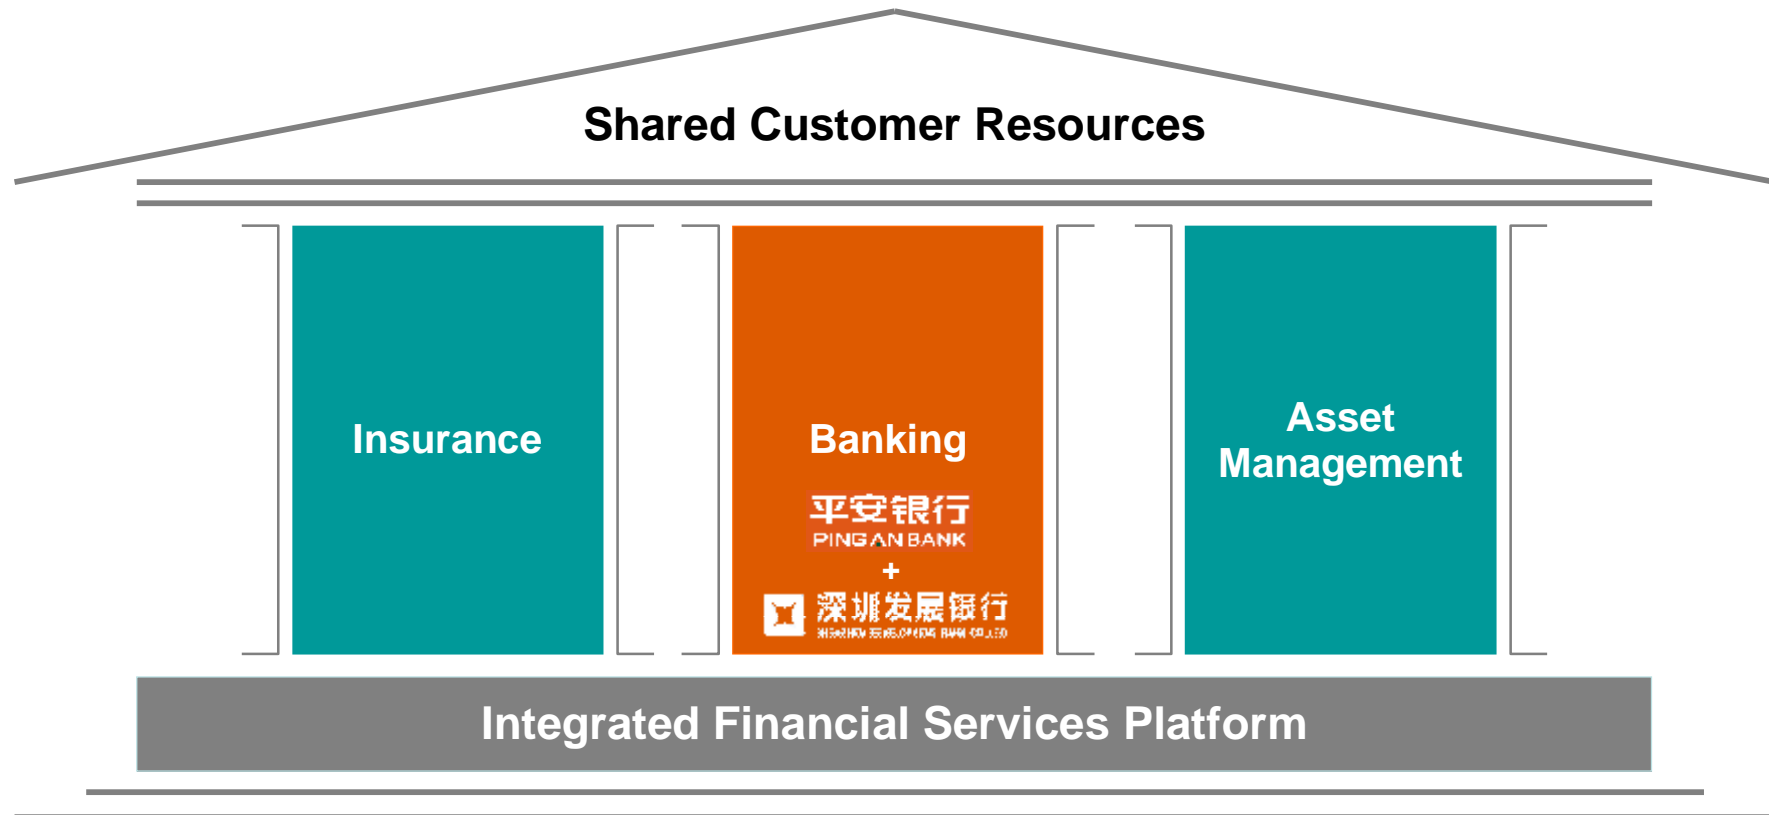 Shared Customer Resources
Insurance
Banking
平安银行
PING AN BANK
+
深圳发展银行
Asset
Management
Integrated Financial Services Platform